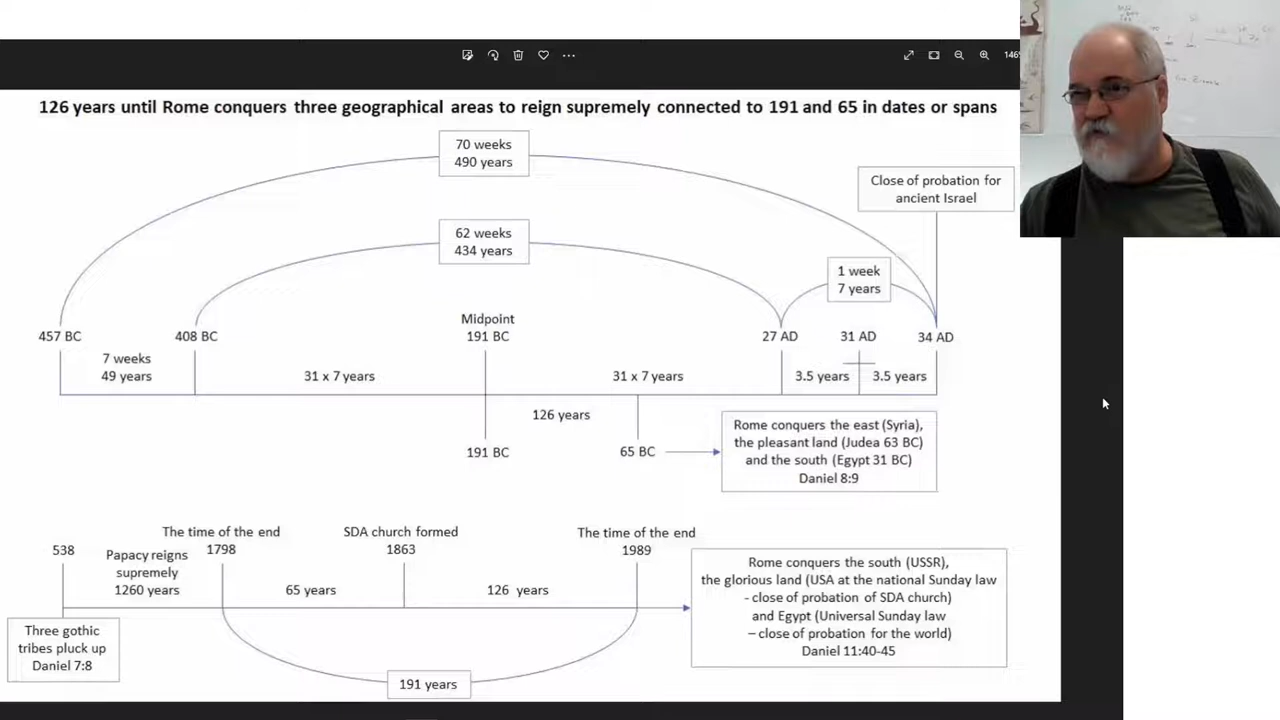 146
126 years until Rome conquers three geographical areas to reign supremely connected to 191 and 65 in dates or spans
70 weeks
490 years
Close of probation for
ancient Israel
62 weeks
434 years
1 week
7 years
457 BC
408 BC
Midpoint
191 BC
27 AD
31 AD
34 AD
7 weeks
49 years
31 x 7 years
31 x 7 years
3.5 years
3.5 years
126 years
191 BC
65 BC
Rome conquers the east (Syria),
the pleasant land (Judea 63 BC)
and the south (Egypt 31 BC)
Daniel 8:9
538
The time of the end
1798
SDA church formed
1863
The time of the end
1989
Papacy reigns
supremely
1260 years
65 years
126 years
Rome conquers the south (USSR),
the glorious land (USA at the national Sunday law
- close of probation of SDA church)
and Egypt (Universal Sunday law
– close of probation for the world)
Daniel 11:40-45
Three gothic
tribes pluck up
Daniel 7:8
191 years